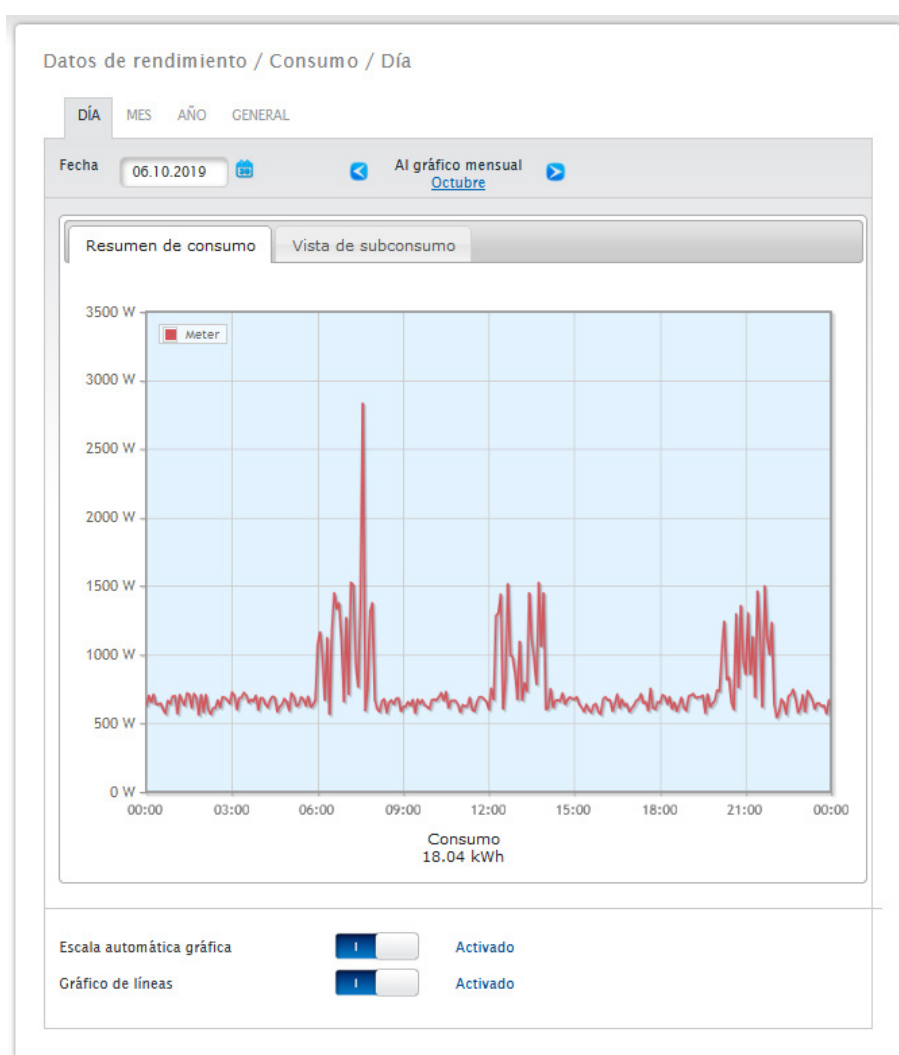 Datos de rendimiento / Consumo / Día
DÍA MES AÑO GENERAL
Fecha 06.10.2019 Al gráfico mensual
Octubre
Resumen de consumo Vista de subconsumo
3500 W
Meter
3000 W
2500 W
2000 W
1500 W
1000 W
500 W
0 W
00:00 03:00 06:00 09:00 12:00 15:00 18:00 21:00 00:00
Consumo
18.04 kWh
Escala automática gráfica I Activado
Gráfico de líneas I Activado